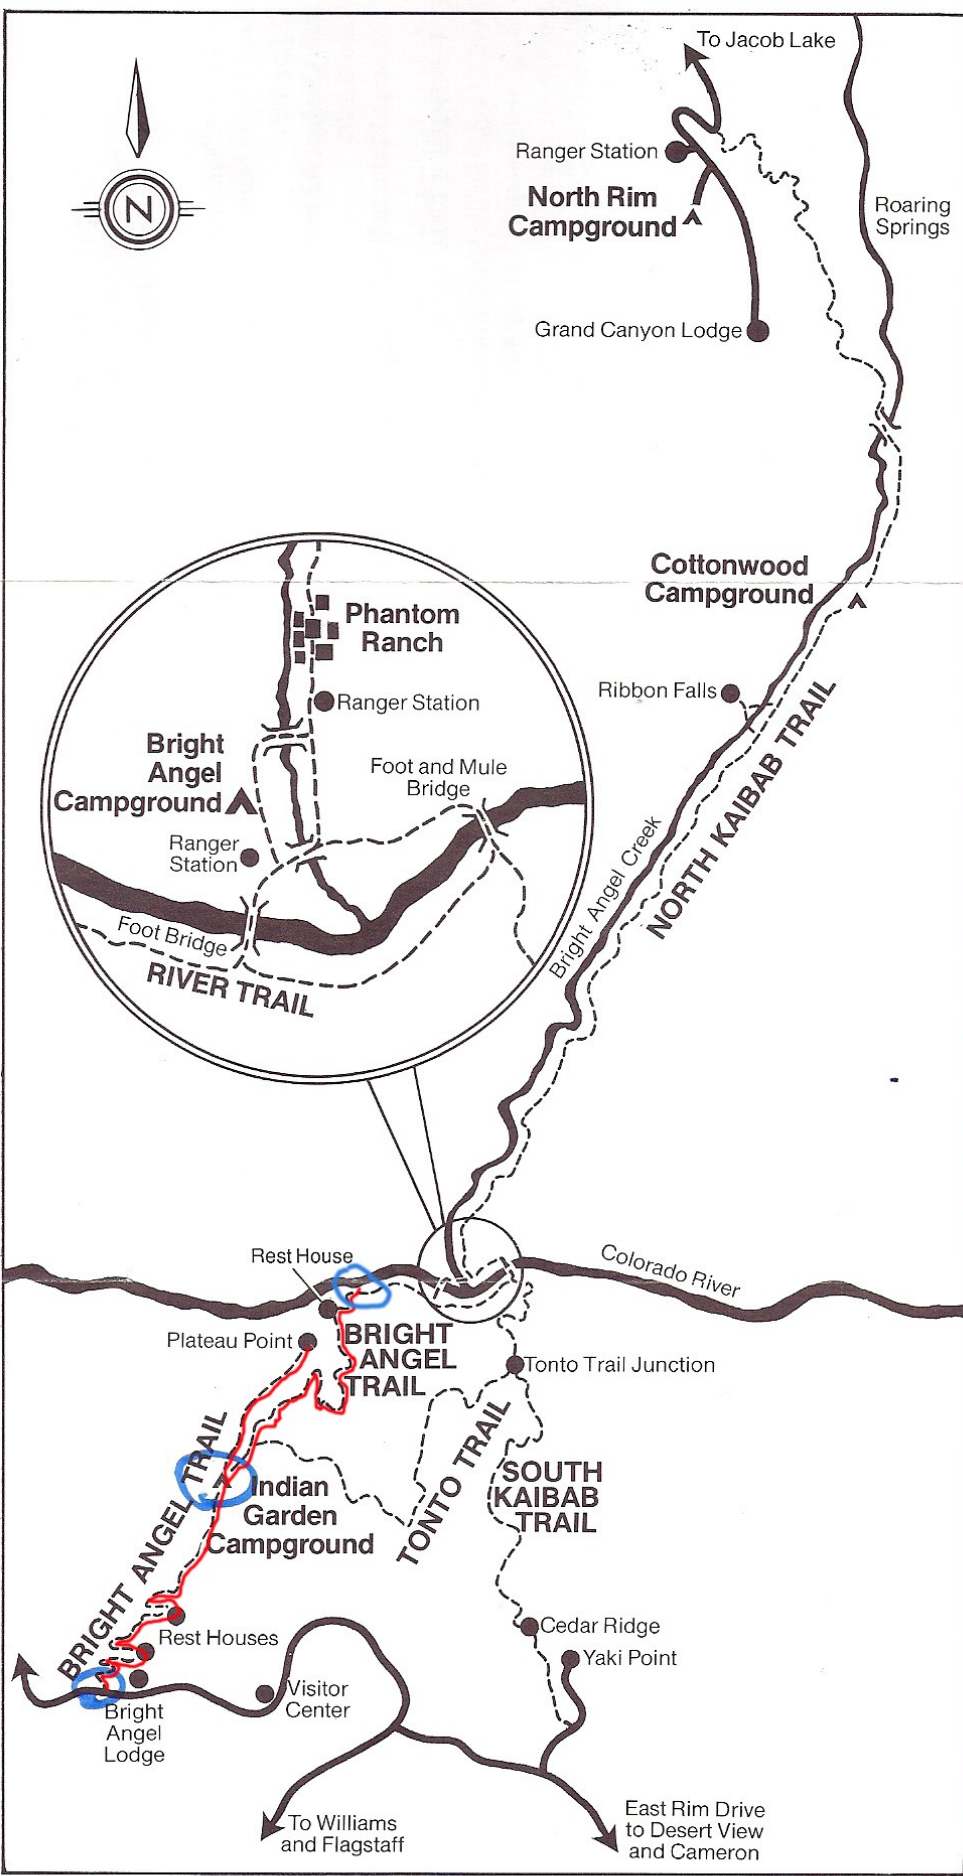 To Jacob Lake
Ranger Station
North Rim
Campground
Roaring
Springs
N
Grand Canyon Lodge
Cottonwood
Campground
Ribbon Falls
NORTH KAIBAB TRAIL
Bright Angel Creek
Phantom
Ranch
Ranger Station
Bright
Angel
Campground
Foot and Mule
Bridge
Ranger
Station
Foot Bridge
RIVER TRAIL
Rest House
Colorado River
Plateau Point
BRIGHT
ANGEL
TRAIL
Tonto Trail Junction
BRIGHT ANGEL TRAIL
Indian
Garden
Campground
TONTO TRAIL
SOUTH
KAIBAB
TRAIL
Rest Houses
Cedar Ridge
Yaki Point
Bright
Angel
Lodge
Visitor
Center
To Williams
and Flagstaff
East Rim Drive
to Desert View
and Cameron